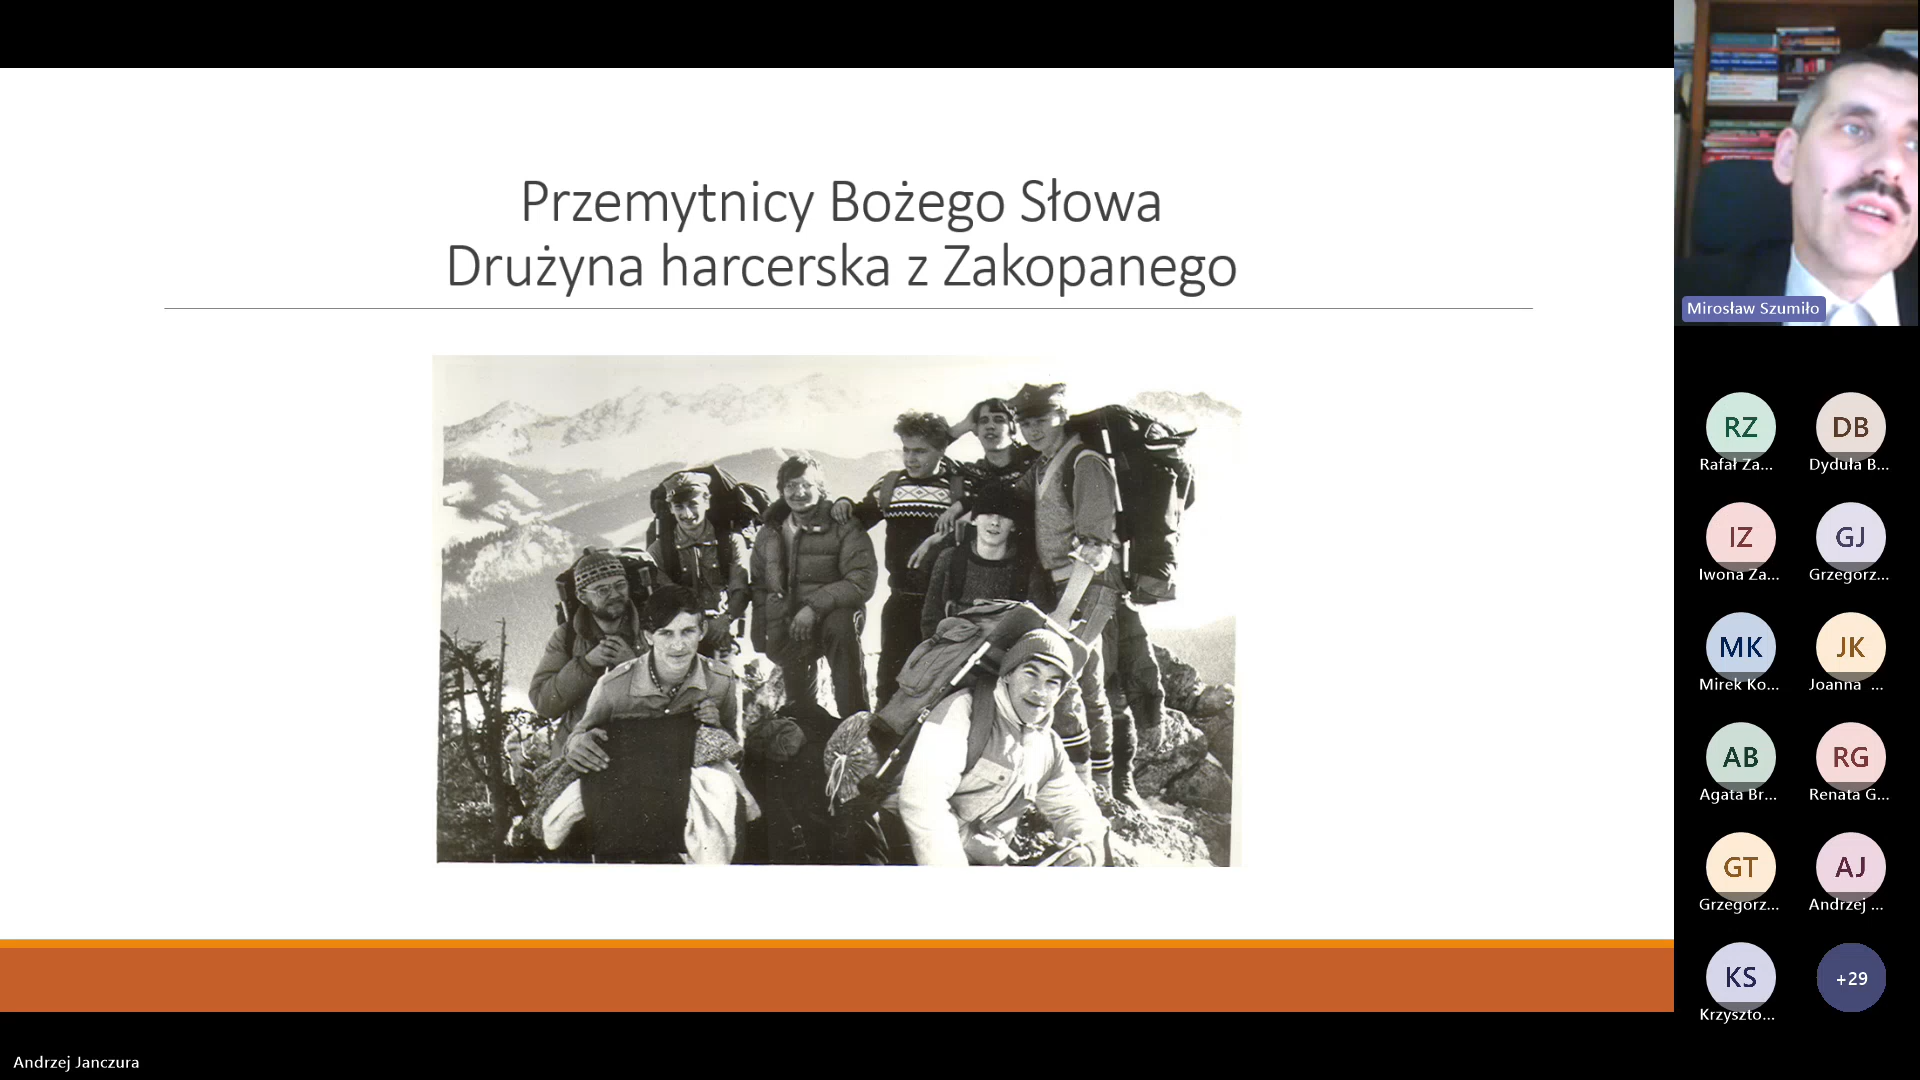 Przemytnicy Bożego Słowa
Drużyna harcerska z Zakopanego
Mirosław Szumiło
RZ
Rafał Za...
DB
Dyduła B...
IZ
Iwona Za...
GJ
Grzegorz...
MK
Mirek Ko...
JK
Joanna ...
AB
Agata Br...
RG
Renata G...
GT
Grzegorz...
AJ
Andrzej ...
KS
Krzyszto...
+29
Andrzej Janczura